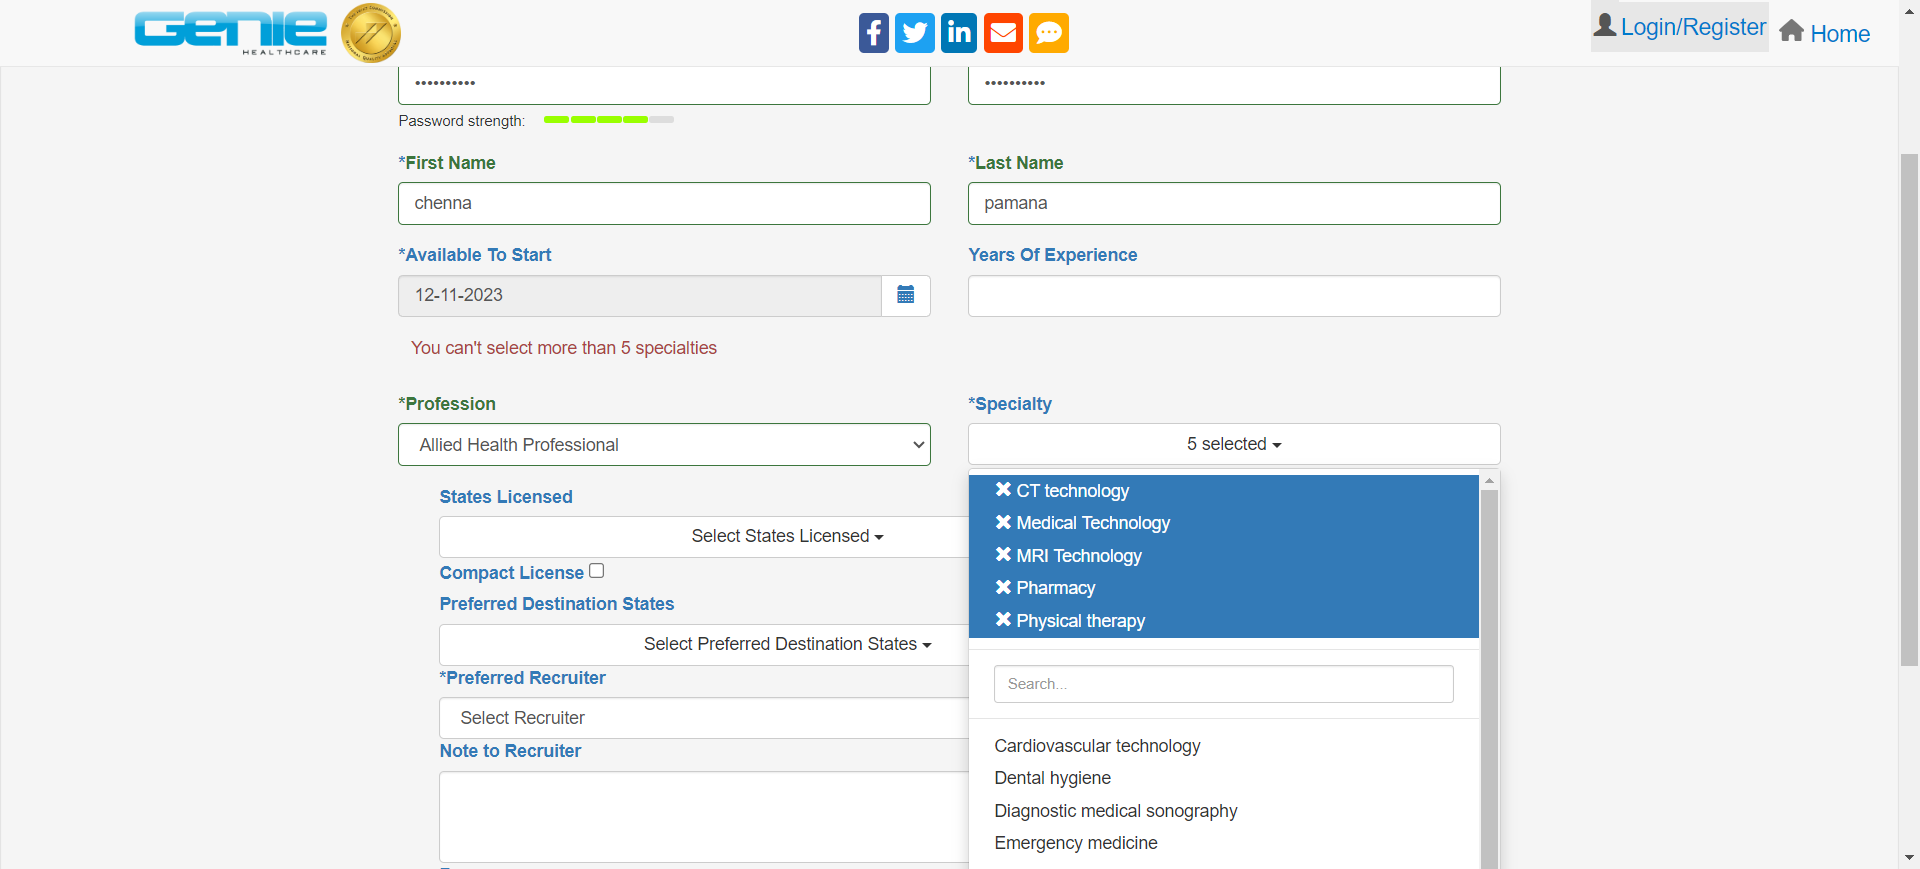 GENIE
HEALTHCARE
Login/Register
Home
••••••••••
••••••••••
Password strength:
*First Name
*Last Name
chenna
pamana
*Available To Start
Years Of Experience
12-11-2023
You can't select more than 5 specialties
*Profession
*Specialty
Allied Health Professional
5 selected
States Licensed
CT technology
Medical Technology
Select States Licensed
MRI Technology
Compact License
Pharmacy
Preferred Destination States
Physical therapy
Select Preferred Destination States
*Preferred Recruiter
Search...
Select Recruiter
Note to Recruiter
Cardiovascular technology
Dental hygiene
Diagnostic medical sonography
Emergency medicine